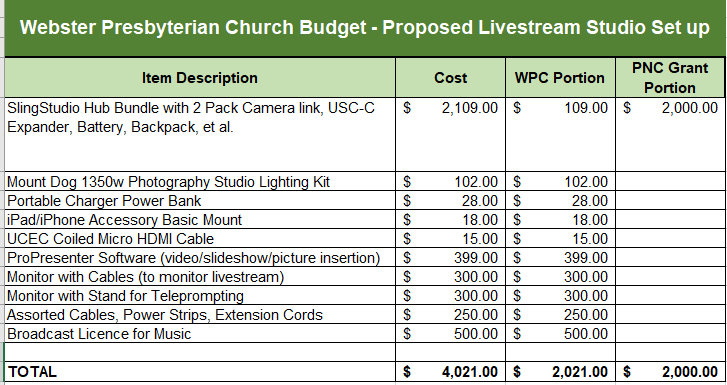 Webster Presbyterian Church Budget - Proposed Livestream Studio Set up
Item Description Cost WPC Portion PNC Grant Portion
SlingStudio Hub Bundle with 2 Pack Camera link, USC-C $ 2,109.00 $ 109.00 $ 2,000.00
Expander, Battery, Backpack, et al.
Mount Dog 1350w Photography Studio Lighting Kit $ 102.00 $ 102.00
Portable Charger Power Bank $ 28.00 $ 28.00
iPad/iPhone Accessory Basic Mount $ 18.00 $ 18.00
UCEC Coiled Micro HDMI Cable $ 15.00 $ 15.00
ProPresenter Software (video/slideshow/picture insertion) $ 399.00 $ 399.00
Monitor with Cables (to monitor livestream) $ 300.00 $ 300.00
Monitor with Stand for Teleprompting $ 300.00 $ 300.00
Assorted Cables, Power Strips, Extension Cords $ 250.00 $ 250.00
Broadcast Licence for Music $ 500.00 $ 500.00
TOTAL $ 4,021.00 $ 2,021.00 $ 2,000.00